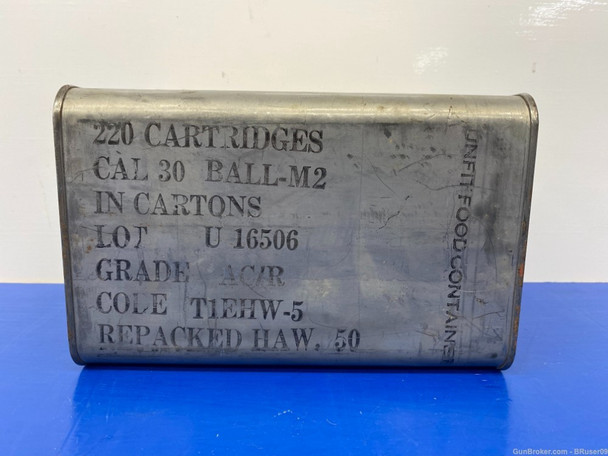 220 CARTRIDGES
CAL 30 BALL-M2
IN CARTONS
LOT U 16506
GRADE AC/R
CODE T1EHW-5
REPACKED HAW. 50
UNFIT FOOD CONTAINER
GunBroker.com - BRuser09